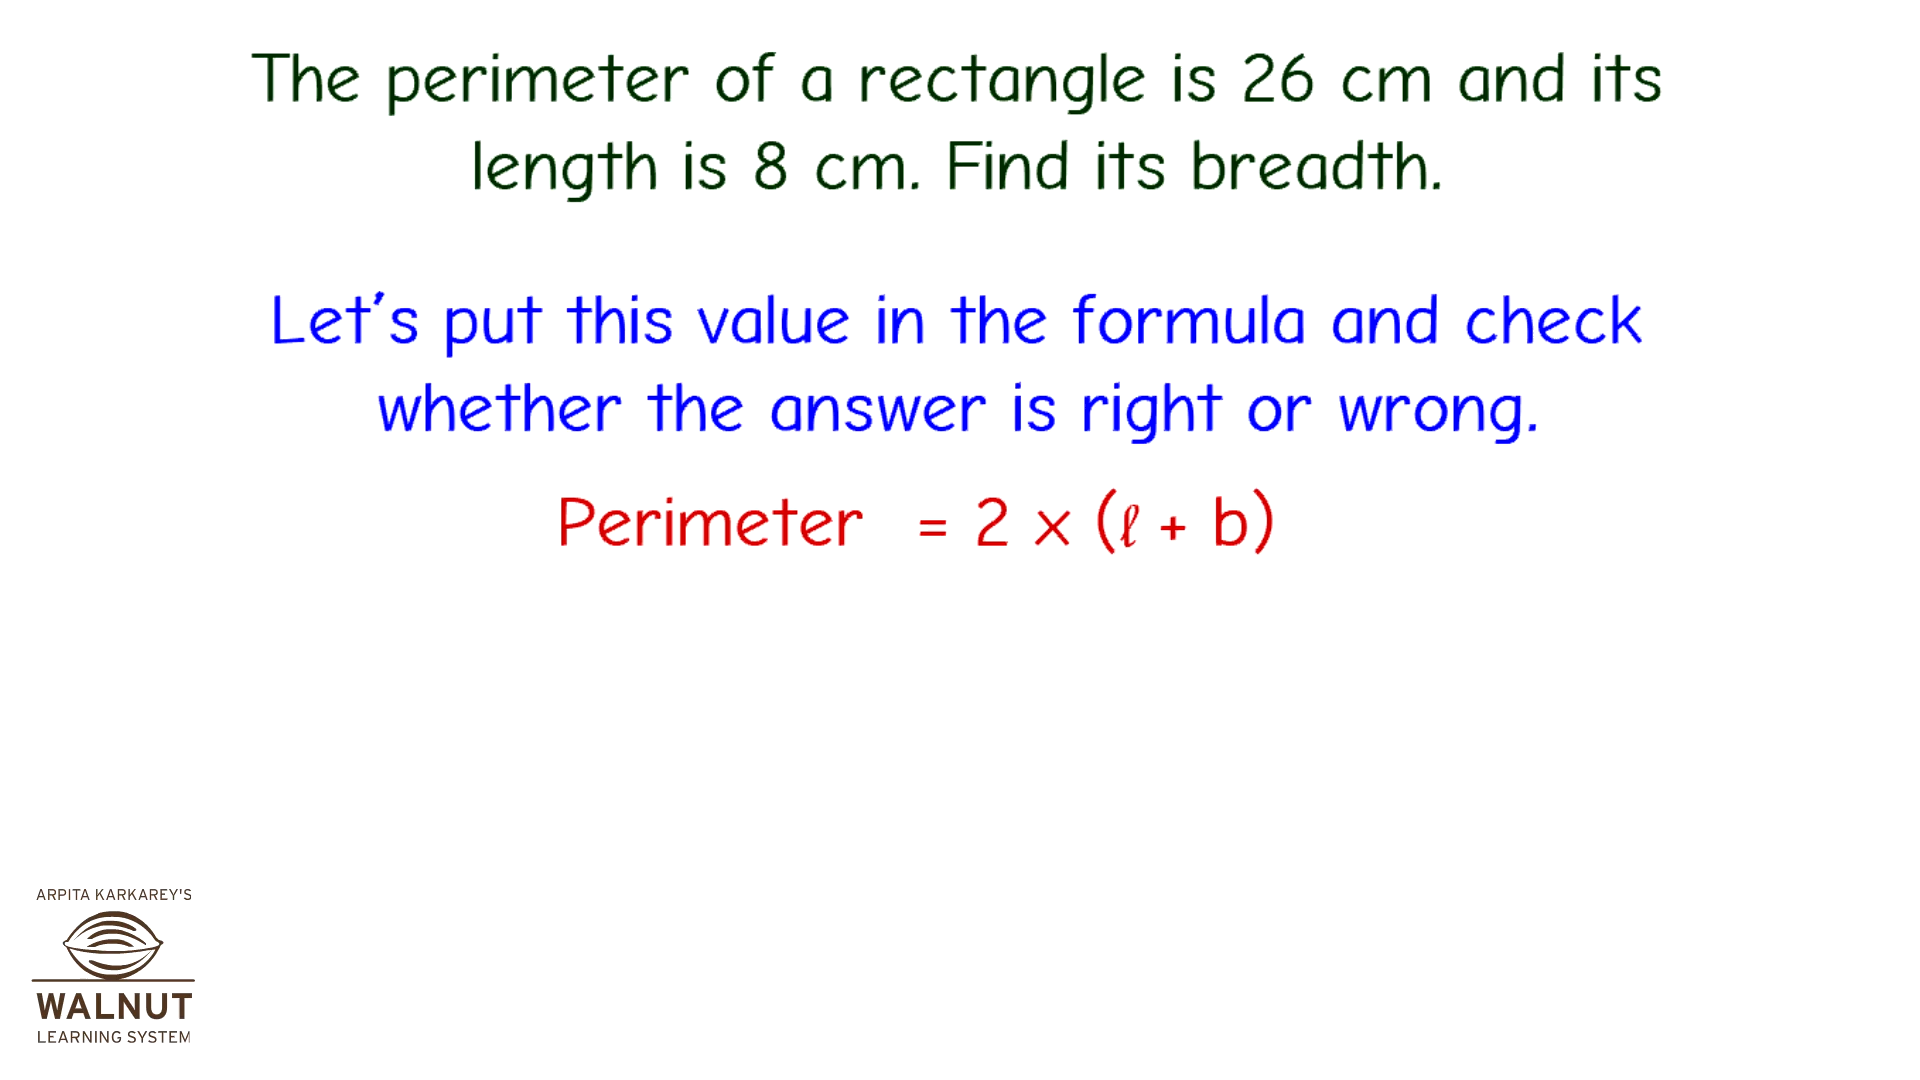 The perimeter of a rectangle is 26 cm and its
length is 8 cm. Find its breadth.
Let's put this value in the formula and check
whether the answer is right or wrong.
Perimeter = 2 × (ℓ + b)
ARPITA KARKAREY'S
WALNUT
LEARNING SYSTEM